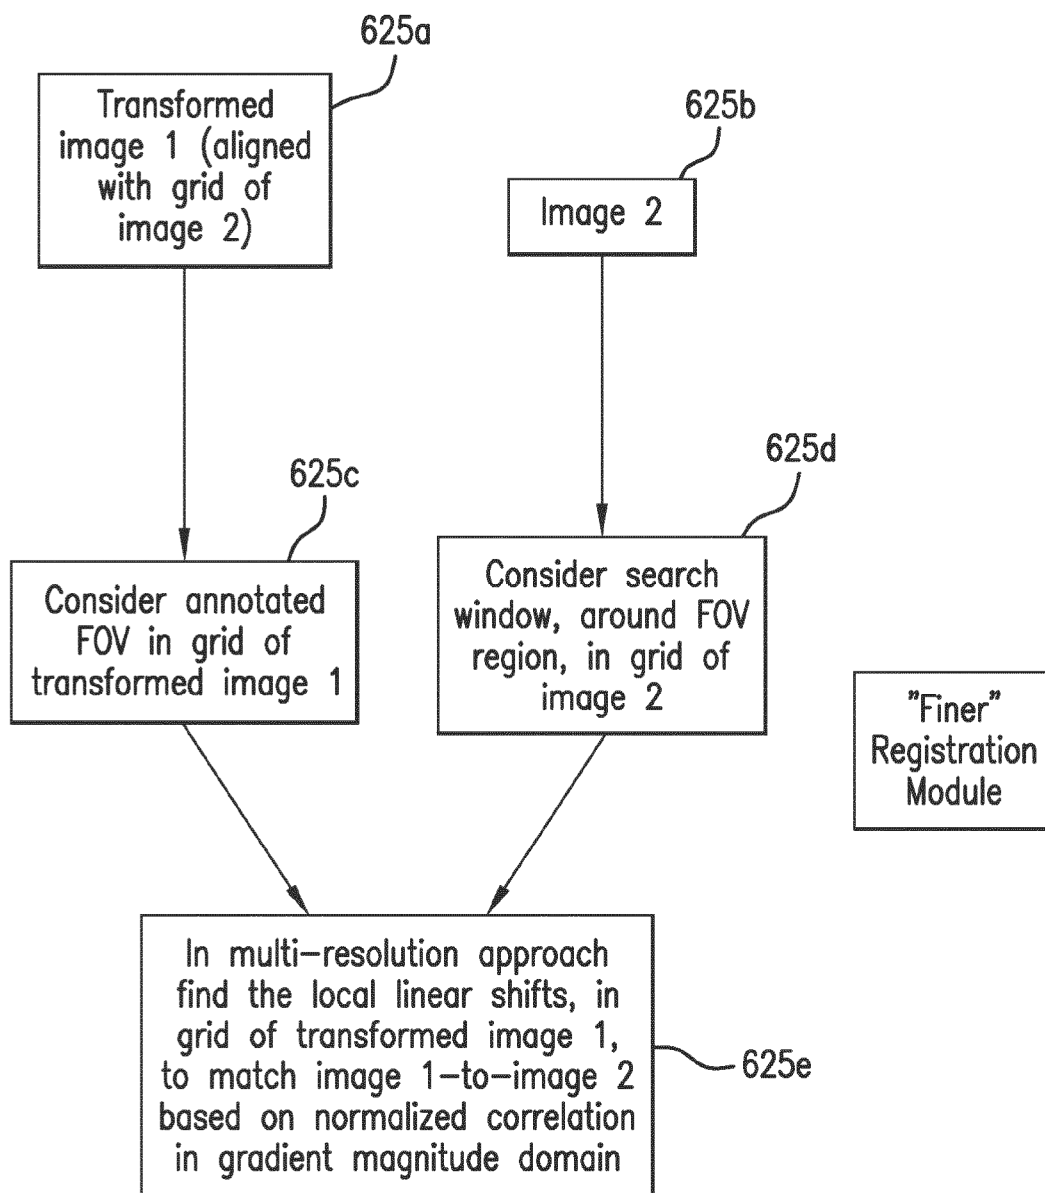 625a
Transformed
image 1 (aligned
with grid of
image 2)
625b
Image 2
625c
Consider annotated
FOV in grid of
transformed image 1
625d
Consider search
window, around FOV
region, in grid of
image 2
"Finer"
Registration
Module
In multi-resolution approach
find the local linear shifts, in
grid of transformed image 1,
to match image 1-to-image 2
based on normalized correlation
in gradient magnitude domain
625e